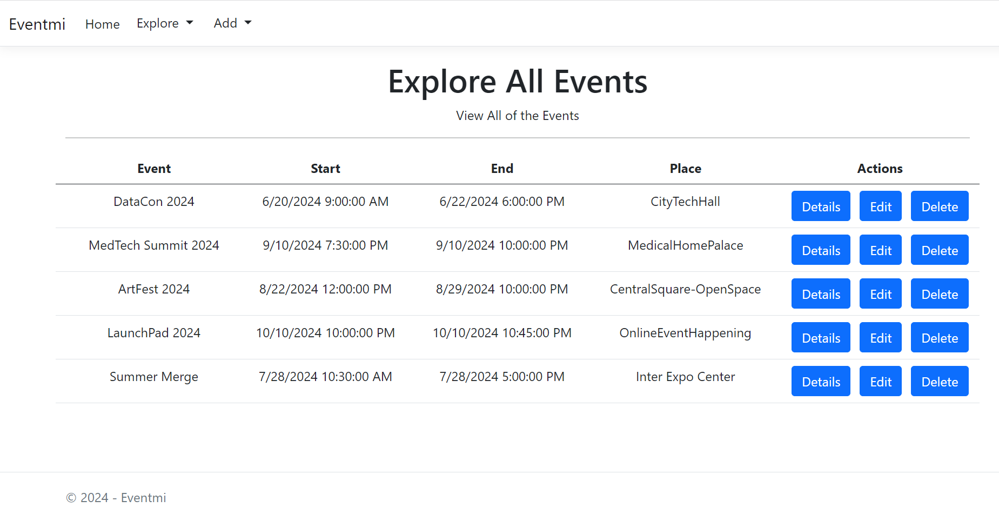 Eventmi Home Explore Add
Explore All Events
View All of the Events
Event Start End Place Actions
DataCon 2024 6/20/2024 9:00:00 AM 6/22/2024 6:00:00 PM CityTechHall Details Edit Delete
MedTech Summit 2024 9/10/2024 7:30:00 PM 9/10/2024 10:00:00 PM MedicalHomePalace Details Edit Delete
ArtFest 2024 8/22/2024 12:00:00 PM 8/29/2024 10:00:00 PM CentralSquare-OpenSpace Details Edit Delete
LaunchPad 2024 10/10/2024 10:00:00 PM 10/10/2024 10:45:00 PM OnlineEventHappening Details Edit Delete
Summer Merge 7/28/2024 10:30:00 AM 7/28/2024 5:00:00 PM Inter Expo Center Details Edit Delete
© 2024 - Eventmi